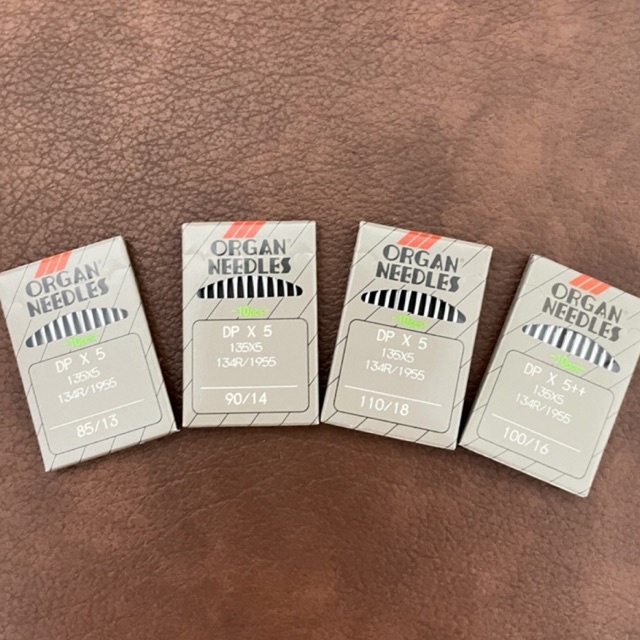 ORGAN®
NEEDLES
DP X 5
135X5
134R/1955
85/13
ORGAN®
NEEDLES
DP X 5
135X5
134R/1955
90/14
ORGAN®
NEEDLES
DP X 5
135X5
134R/1955
110/18
ORGAN®
NEEDLES
DP X 5++
135X5
134R/1955
100/16